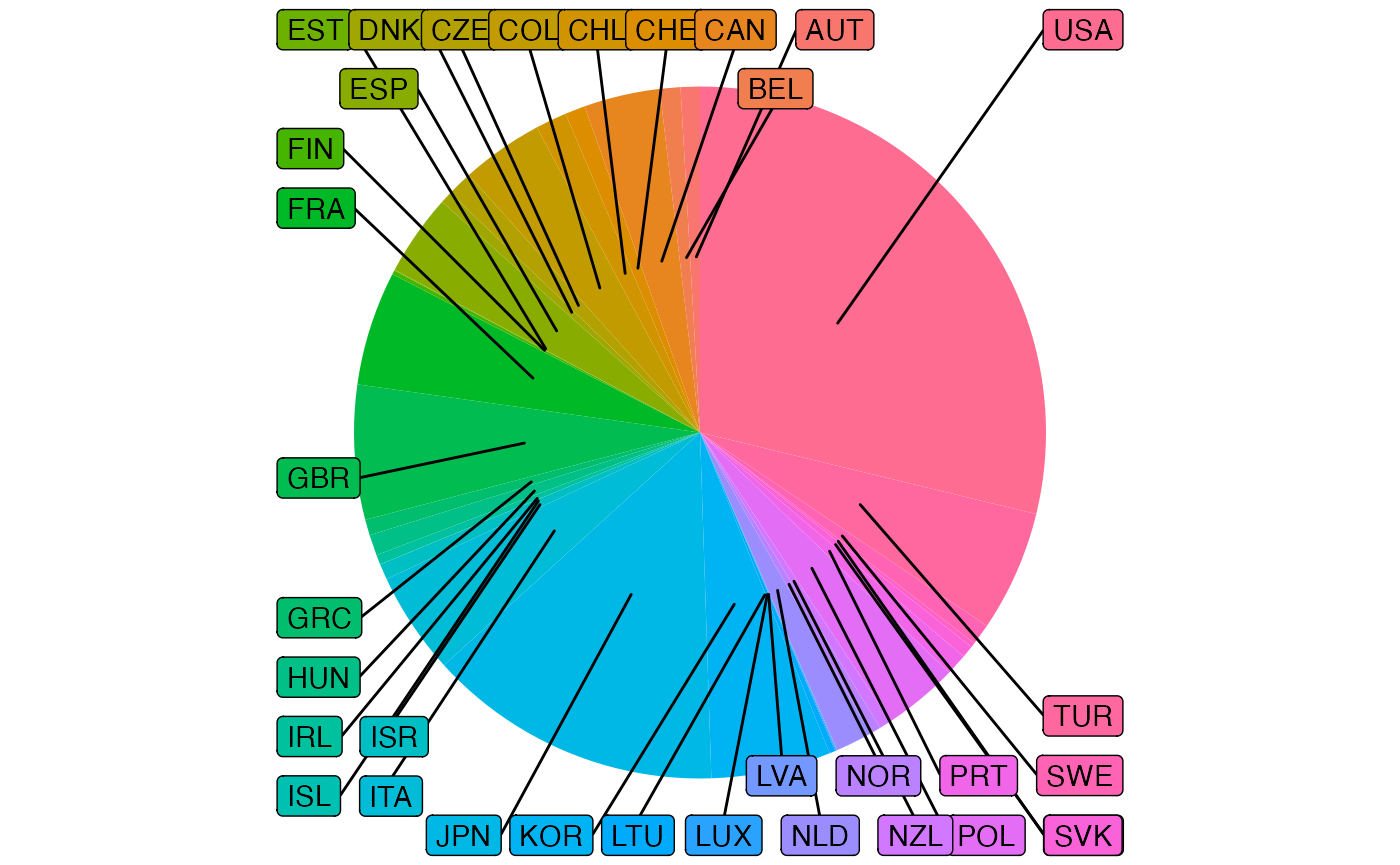 EST DNK CZE COL CHL CHE CAN AUT USA
ESP BEL
FIN
FRA
GBR
GRC
HUN
IRL ISR TUR
ISL ITA LVA NOR PRT SWE
JPN KOR LTU LUX NLD NZL POL SVK